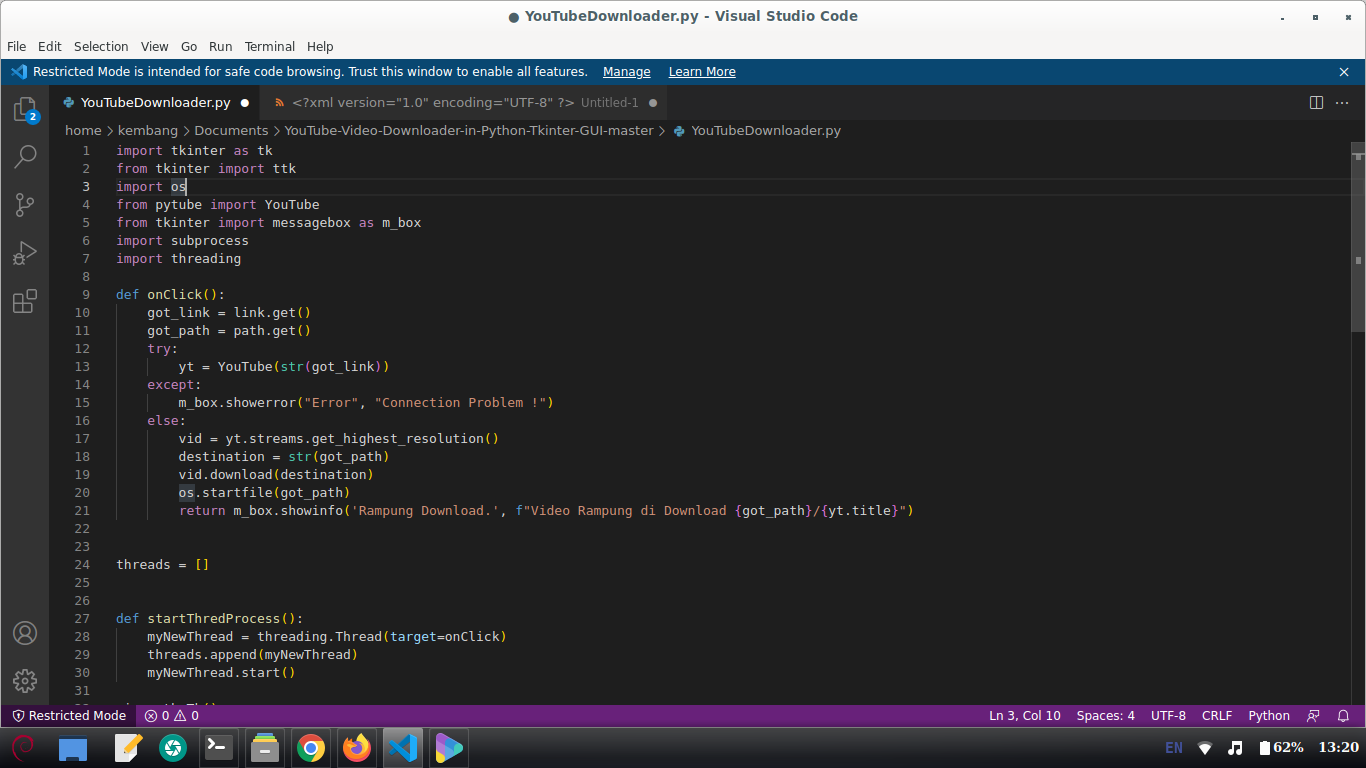 ● YouTubeDownloader.py - Visual Studio Code
File Edit Selection View Go Run Terminal Help
Restricted Mode is intended for safe code browsing. Trust this window to enable all features. Manage Learn More
YouTubeDownloader.py ● <?xml version="1.0" encoding="UTF-8" ?> Untitled-1 ●
2
home > kembang > Documents > YouTube-Video-Downloader-in-Python-Tkinter-GUI-master > YouTubeDownloader.py
1 import tkinter as tk
2 from tkinter import ttk
3 import os
4 from pytube import YouTube
5 from tkinter import messagebox as m_box
6 import subprocess
7 import threading
8
9 def onClick():
10 got_link = link.get()
11 got_path = path.get()
12 try:
13 yt = YouTube(str(got_link))
14 except:
15 m_box.showerror("Error", "Connection Problem !")
16 else:
17 vid = yt.streams.get_highest_resolution()
18 destination = str(got_path)
19 vid.download(destination)
20 os.startfile(got_path)
21 return m_box.showinfo('Rampung Download.', f"Video Rampung di Download {got_path}/{yt.title}")
22
23
24 threads = []
25
26
27 def startThredProcess():
28 myNewThread = threading.Thread(target=onClick)
29 threads.append(myNewThread)
30 myNewThread.start()
31
Restricted Mode 0 0 Ln 3, Col 10 Spaces: 4 UTF-8 CRLF Python
EN 62% 13:20